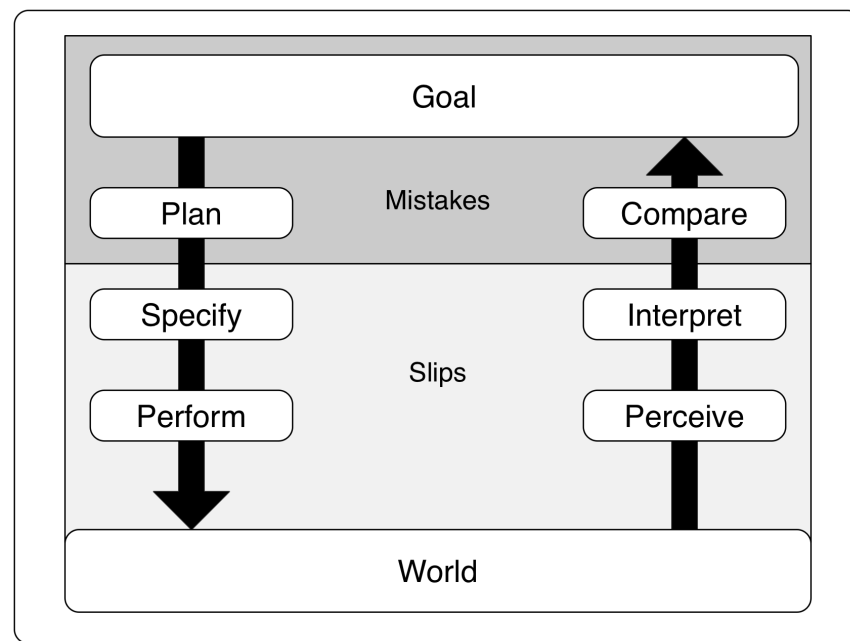 Goal
Plan
Mistakes
Compare
Specify
Interpret
Slips
Perform
Perceive
World